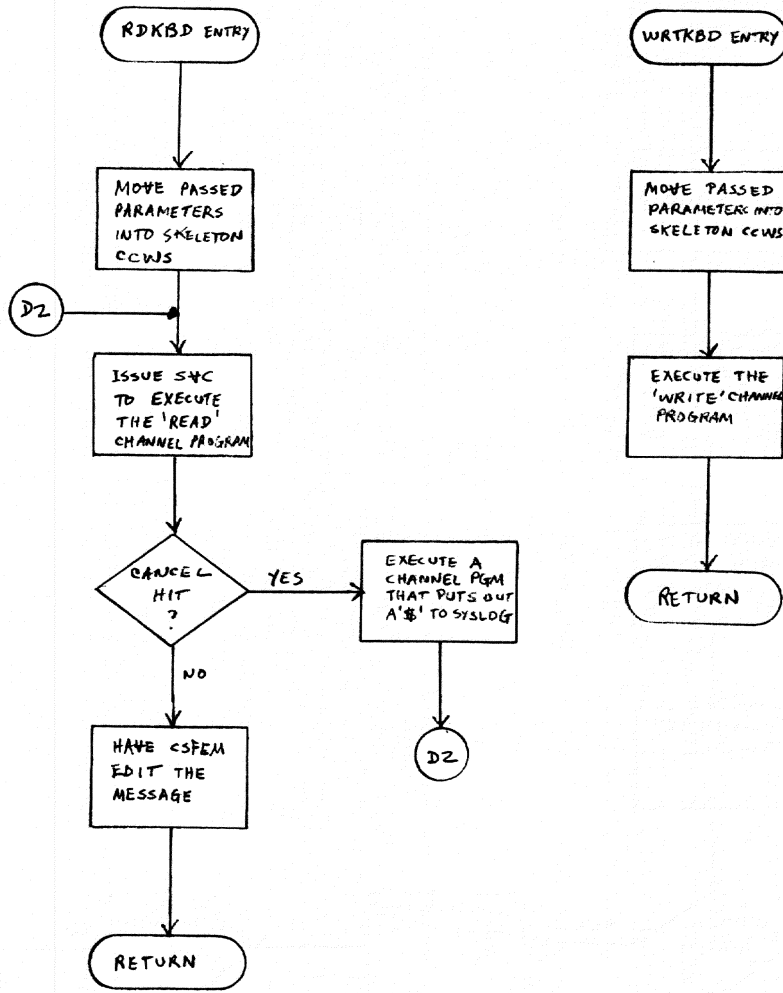 RDKBD ENTRY
MOVE PASSED
PARAMETERS
INTO SKELETON
CCWS
D2
ISSUE SVC
TO EXECUTE
THE 'READ'
CHANNEL PROGRAM
CANCEL
HIT
?
YES
EXECUTE A
CHANNEL PGM
THAT PUTS OUT
A '$' TO SYSLOG
D2
NO
HAVE CSFEM
EDIT THE
MESSAGE
RETURN
WRTKBD ENTRY
MOVE PASSED
PARAMETERS INTO
SKELETON CCWS
EXECUTE THE
'WRITE' CHANNEL
PROGRAM
RETURN